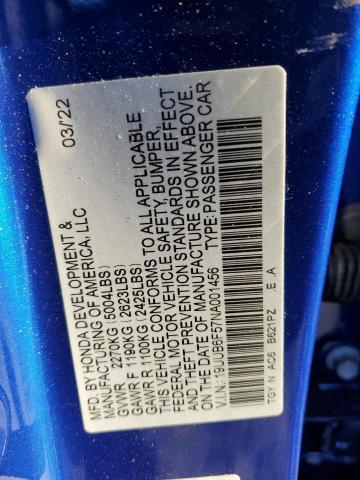 MFD. BY HONDA DEVELOPMENT & 03/'22
MANUFACTURING OF AMERICA, LLC
GVWR 2270KG (5004LBS)
GAWR F 1190KG (2623LBS)
GAWR R 1100KG (2425LBS)
THIS VEHICLE CONFORMS TO ALL APPLICABLE
FEDERAL MOTOR VEHICLE SAFETY, BUMPER,
THEFT PREVENTION STANDARDS IN EFFECT
ON THE DATE OF MANUFACTURE SHOWN ABOVE.
V.I.N.: 19UUB6F57NA001456 TYPE: PASSENGER CAR
TGY N AC6 B621PZ .E .A